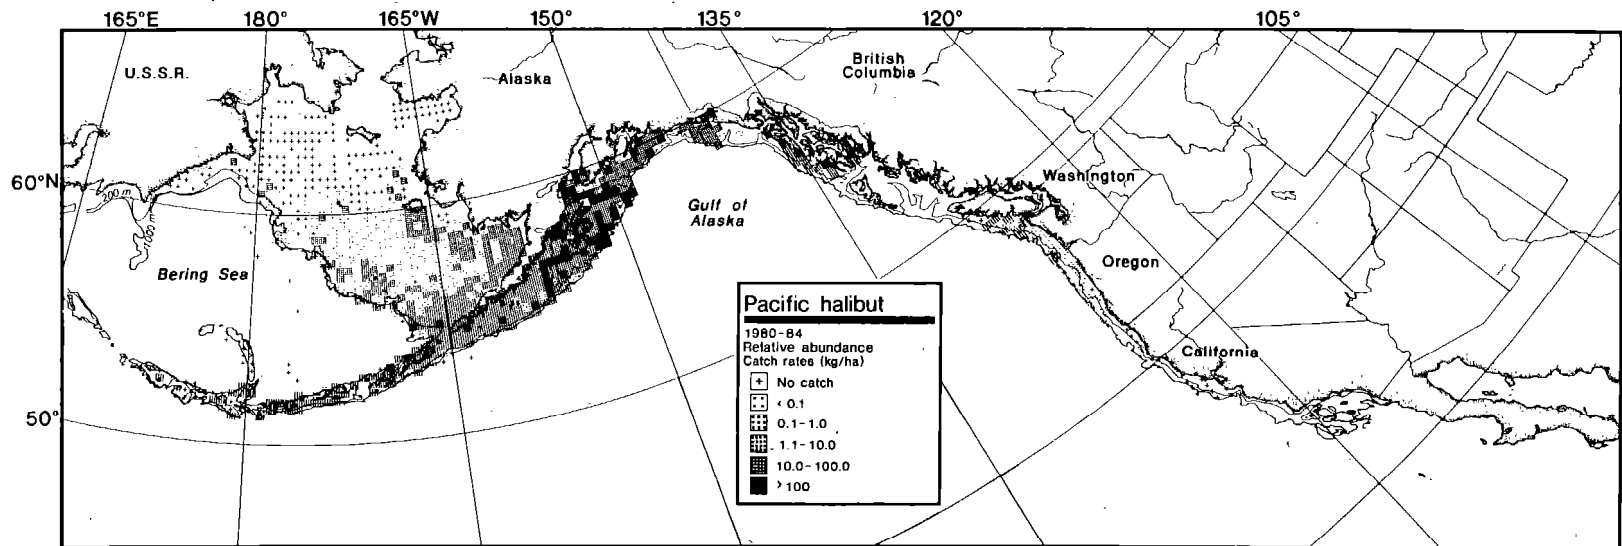 165°E 180° 165°W 150° 135° 120° 105°
U.S.S.R.
Alaska
British
Columbia
60°N
200 m
Washington
Gulf of
Alaska
Bering Sea
Oregon
Pacific halibut
1980-84
Relative abundance
Catch rates (kg/ha)
No catch
< 0.1
0.1-1.0
1.1-10.0
10.0-100.0
> 100
California
50°